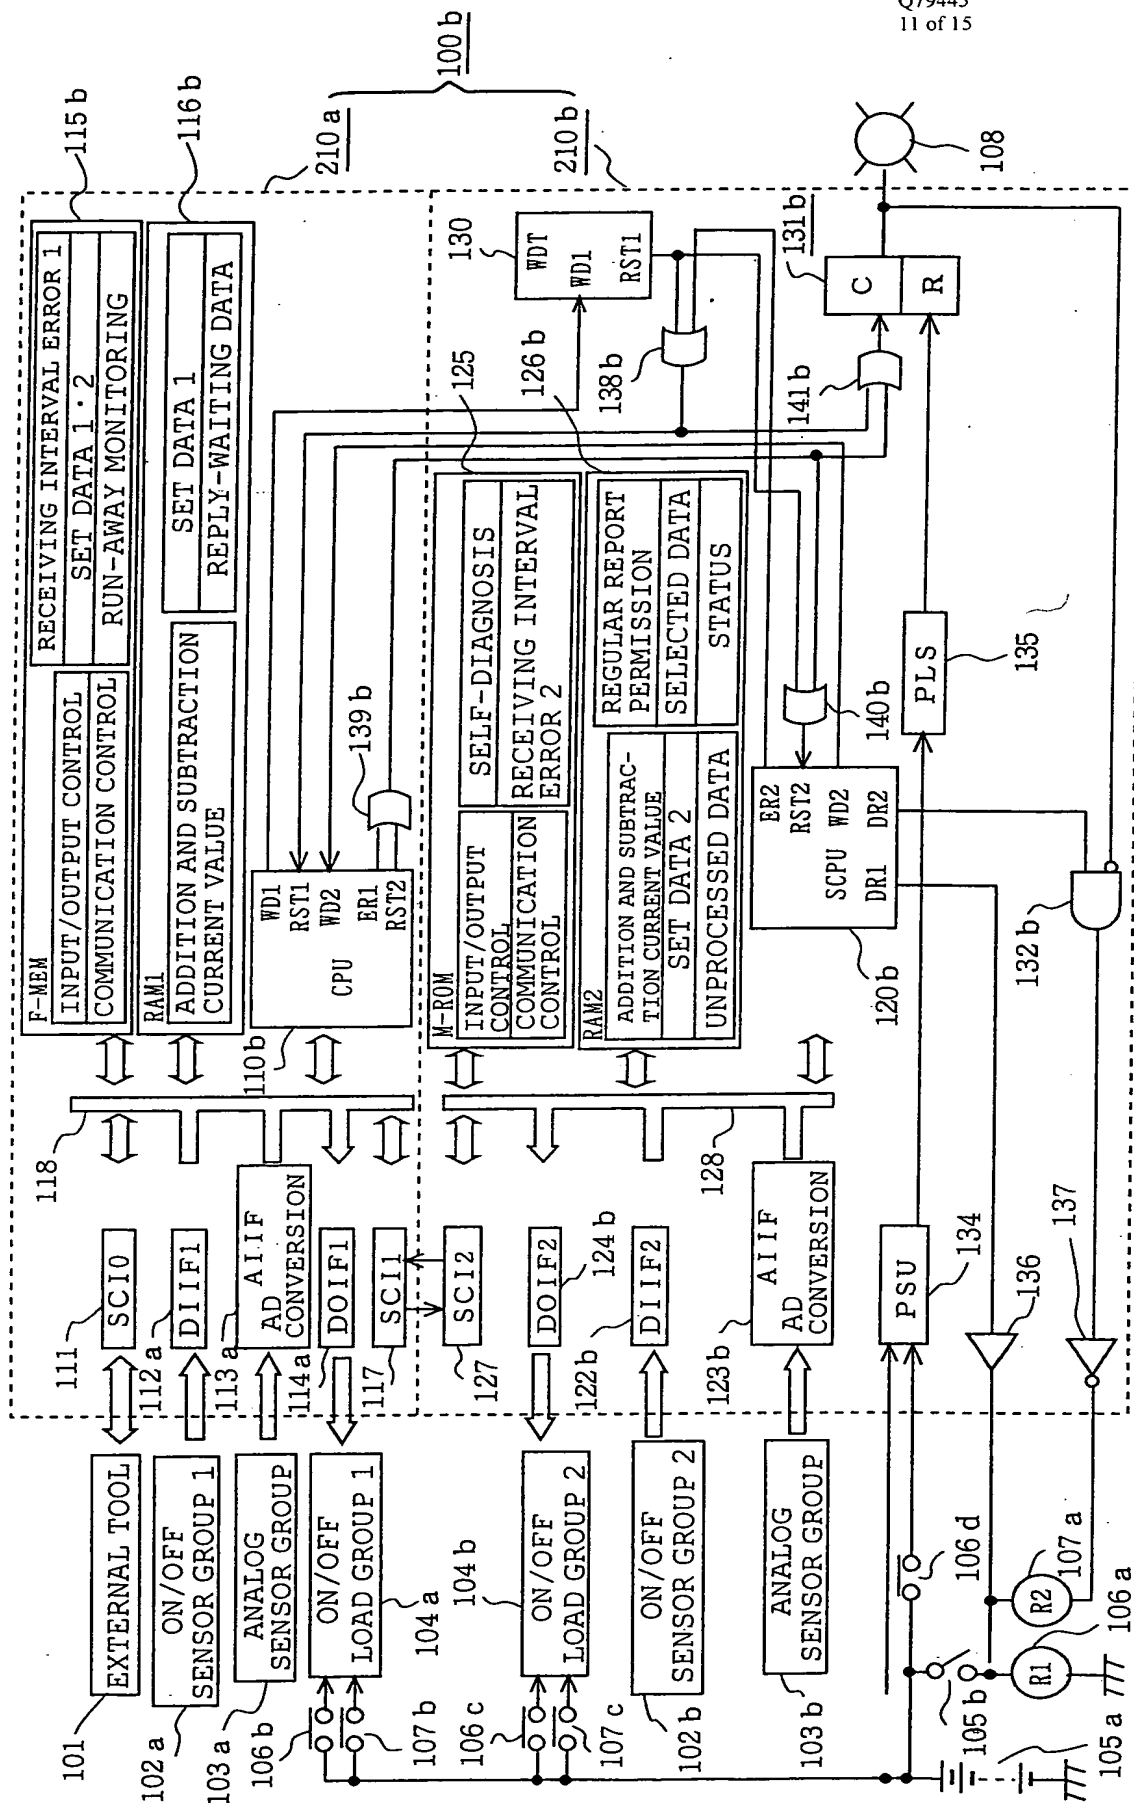 Q79445
11 of 15
100b
210a
210b
115b
116b
F-MEM
INPUT/OUTPUT CONTROL
COMMUNICATION CONTROL
RECEIVING INTERVAL ERROR 1
SET DATA 1・2
RUN-AWAY MONITORING
RAM1
ADDITION AND SUBTRACTION
CURRENT VALUE
SET DATA 1
REPLY-WAITING DATA
118
110b
CPU
WD1
RST1
WD2
ER1
RST2
139b
130
WDT
WD1
RST1
138b
125
126b
M-ROM
INPUT/OUTPUT
CONTROL
COMMUNICATION
CONTROL
SELF-DIAGNOSIS
RECEIVING INTERVAL
ERROR 2
RAM2
ADDITION AND SUBTRAC-
TION CURRENT VALUE
SET DATA 2
UNPROCESSED DATA
REGULAR REPORT
PERMISSION
SELECTED DATA
STATUS
128
120b
SCPU
ER2
RST2
WD2
DR1
DR2
140b
141b
131b
C
R
108
135
PLS
132b
134
PSU
136
137
101
EXTERNAL TOOL
111
SCI0
102a
ON/OFF
SENSOR GROUP 1
112a
DIIF1
103a
ANALOG
SENSOR GROUP
113a
AIIF
AD
CONVERSION
104a
ON/OFF
LOAD GROUP 1
114a
DOIF1
117
SCI1
127
SCI2
106b
107b
104b
ON/OFF
LOAD GROUP 2
124b
DOIF2
106c
107c
102b
ON/OFF
SENSOR GROUP 2
122b
DIIF2
103b
ANALOG
SENSOR GROUP
123b
AIIF
AD
CONVERSION
106d
107a
R2
106a
R1
105b
105a